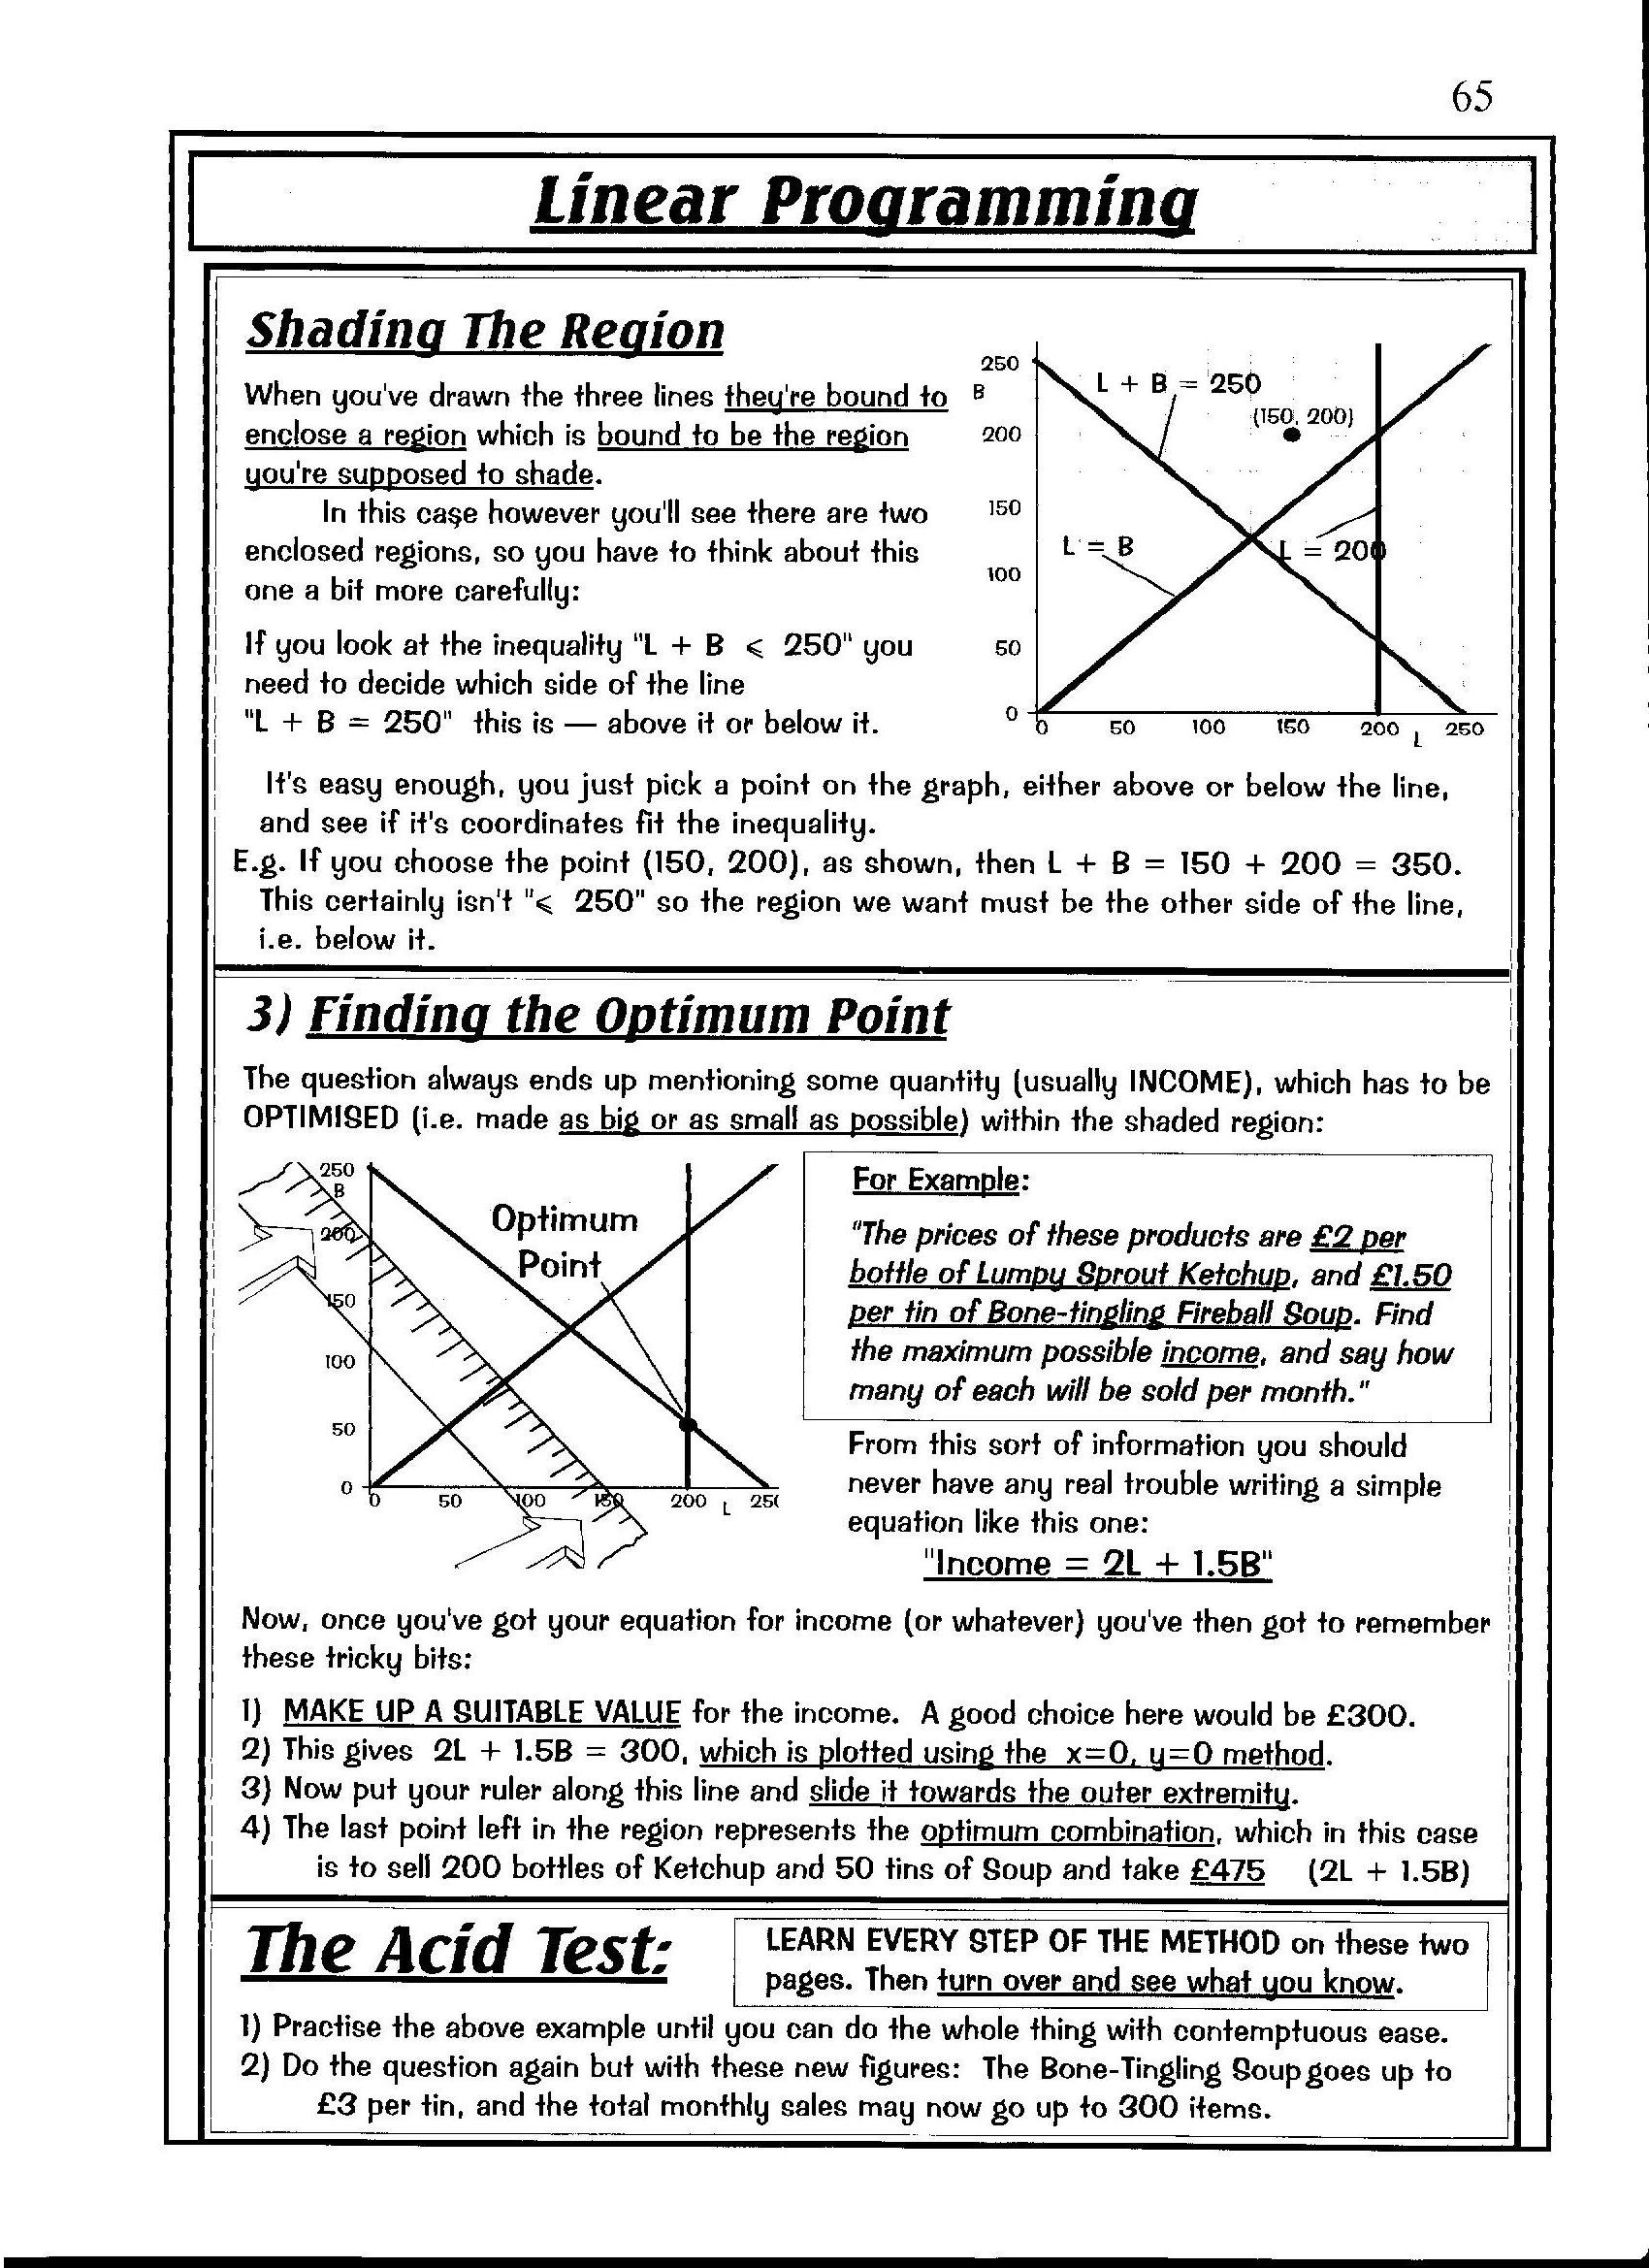 65
Linear Programming
Shading The Region
When you've drawn the three lines they're bound to
enclose a region which is bound to be the region
you're supposed to shade.
In this case however you'll see there are two
enclosed regions, so you have to think about this
one a bit more carefully:
If you look at the inequality "L + B ⩽ 250" you
need to decide which side of the line
"L + B = 250" this is — above it or below it.
250
B
200
150
100
50
0
L + B = 250
(150, 200)
L = B
L = 200
0 50 100 150 200 L 250
It's easy enough, you just pick a point on the graph, either above or below the line,
and see if it's coordinates fit the inequality.
E.g. If you choose the point (150, 200), as shown, then L + B = 150 + 200 = 350.
This certainly isn't "⩽ 250" so the region we want must be the other side of the line,
i.e. below it.
3) Finding the Optimum Point
The question always ends up mentioning some quantity (usually INCOME), which has to be
OPTIMISED (i.e. made as big or as small as possible) within the shaded region:
250
B
200
150
100
50
0
Optimum
Point
0 50 100 150 200 L 25(
For Example:
"The prices of these products are £2 per
bottle of Lumpy Sprout Ketchup, and £1.50
per tin of Bone-tingling Fireball Soup. Find
the maximum possible income, and say how
many of each will be sold per month."
From this sort of information you should
never have any real trouble writing a simple
equation like this one:
"Income = 2L + 1.5B"
Now, once you've got your equation for income (or whatever) you've then got to remember
these tricky bits:
1) MAKE UP A SUITABLE VALUE for the income. A good choice here would be £300.
2) This gives 2L + 1.5B = 300, which is plotted using the x=0, y=0 method.
3) Now put your ruler along this line and slide it towards the outer extremity.
4) The last point left in the region represents the optimum combination, which in this case
is to sell 200 bottles of Ketchup and 50 tins of Soup and take £475 (2L + 1.5B)
The Acid Test:
LEARN EVERY STEP OF THE METHOD on these two
pages. Then turn over and see what you know.
1) Practise the above example until you can do the whole thing with contemptuous ease.
2) Do the question again but with these new figures: The Bone-Tingling Soup goes up to
£3 per tin, and the total monthly sales may now go up to 300 items.